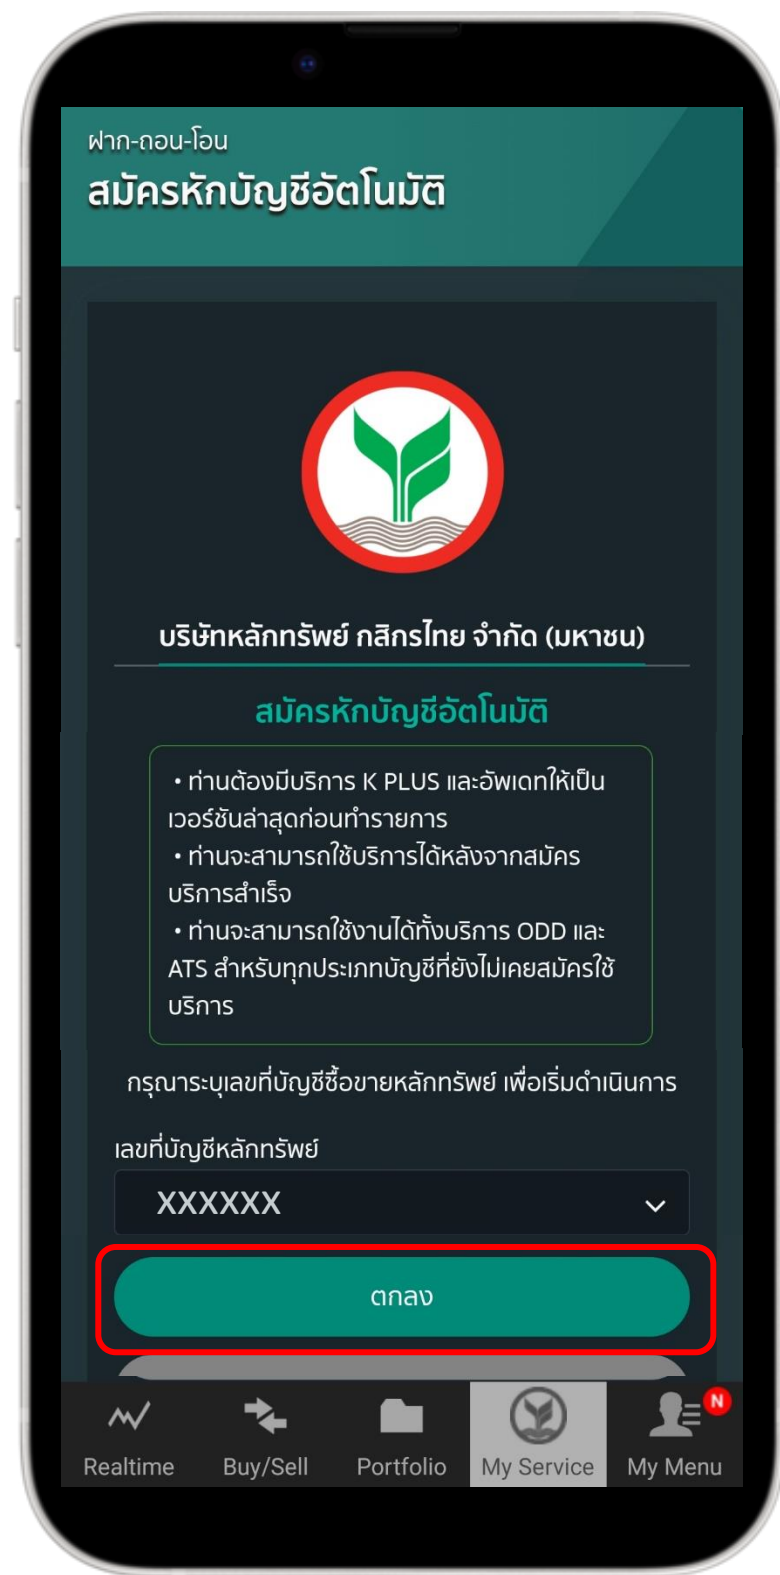 ฝาก-ถอน-โอน
สมัครหักบัญชีอัตโนมัติ
บริษัทหลักทรัพย์ กสิกรไทย จำกัด (มหาชน)
สมัครหักบัญชีอัตโนมัติ
• ท่านต้องมีบริการ K PLUS และอัพเดทให้เป็น
เวอร์ชันล่าสุดก่อนทำรายการ
• ท่านจะสามารถใช้บริการได้หลังจากสมัคร
บริการสำเร็จ
• ท่านจะสามารถใช้งานได้ทั้งบริการ ODD และ
ATS สำหรับทุกประเภทบัญชีที่ยังไม่เคยสมัครใช้
บริการ
กรุณาระบุเลขที่บัญชีซื้อขายหลักทรัพย์ เพื่อเริ่มดำเนินการ
เลขที่บัญชีหลักทรัพย์
XXXXXX
ตกลง
N
Realtime Buy/Sell Portfolio My Service My Menu